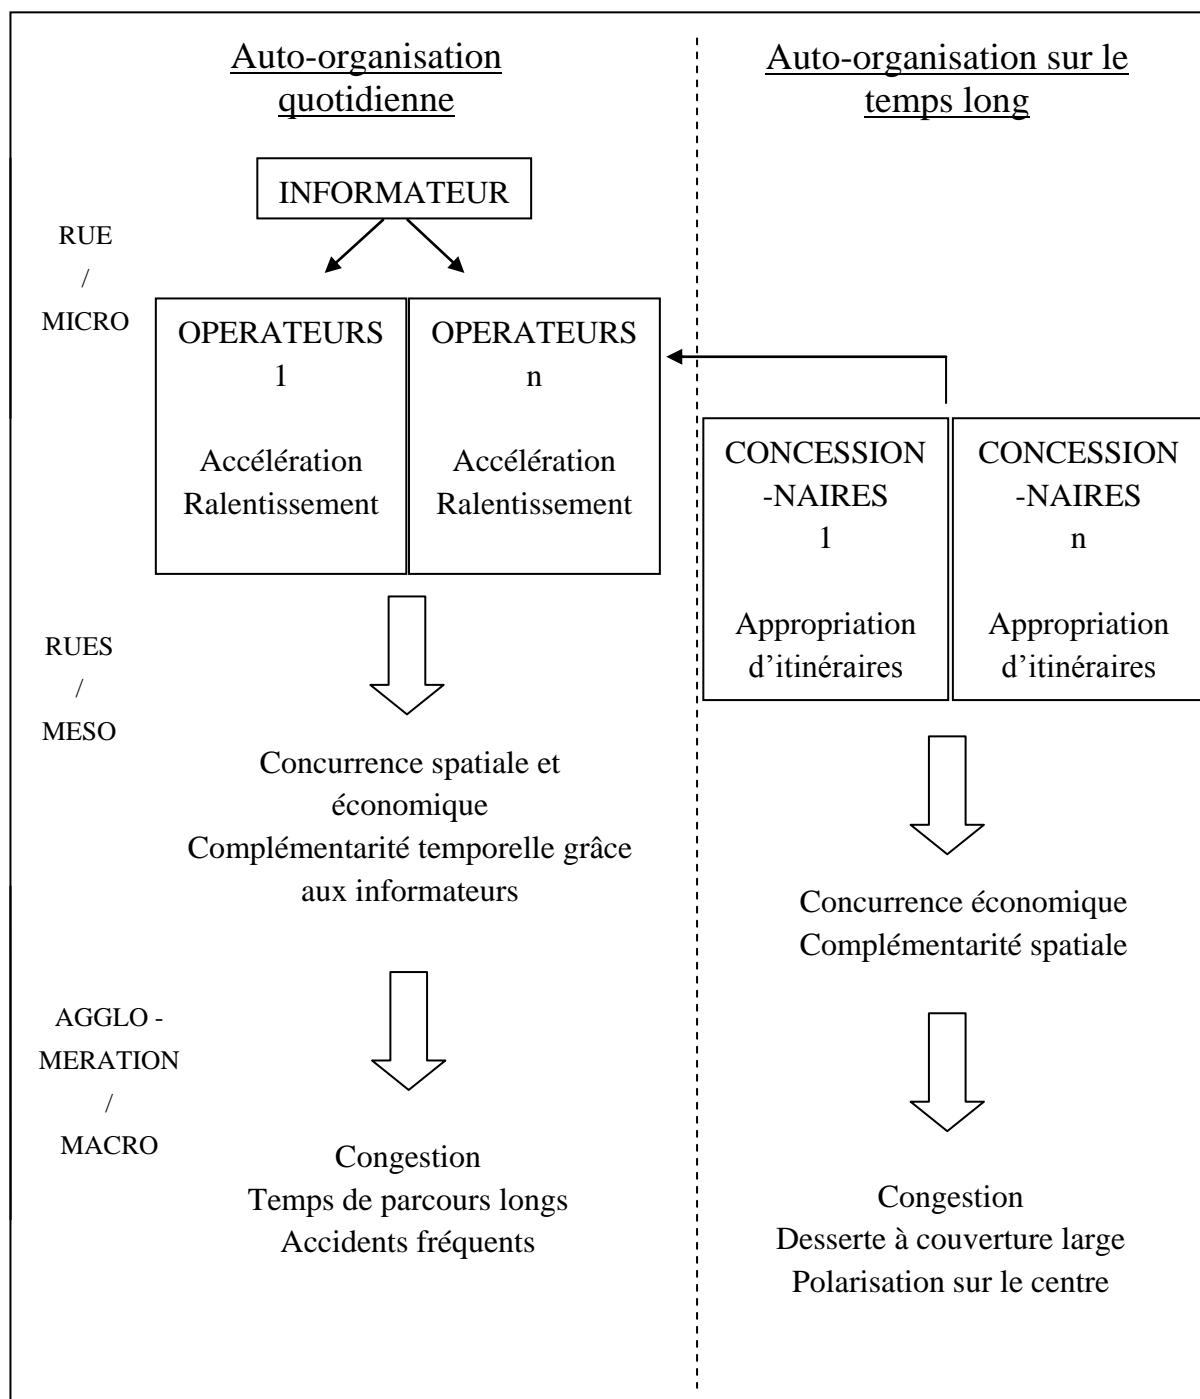 Auto-organisation
quotidienne
Auto-organisation sur le
temps long
INFORMATEUR
RUE
/
MICRO
OPERATEURS
1
Accélération
Ralentissement
OPERATEURS
n
Accélération
Ralentissement
CONCESSION
-NAIRES
1
Appropriation
d’itinéraires
CONCESSION
-NAIRES
n
Appropriation
d’itinéraires
RUES
/
MESO
Concurrence spatiale et
économique
Complémentarité temporelle grâce
aux informateurs
Concurrence économique
Complémentarité spatiale
AGGLO -
MERATION
/
MACRO
Congestion
Temps de parcours longs
Accidents fréquents
Congestion
Desserte à couverture large
Polarisation sur le centre